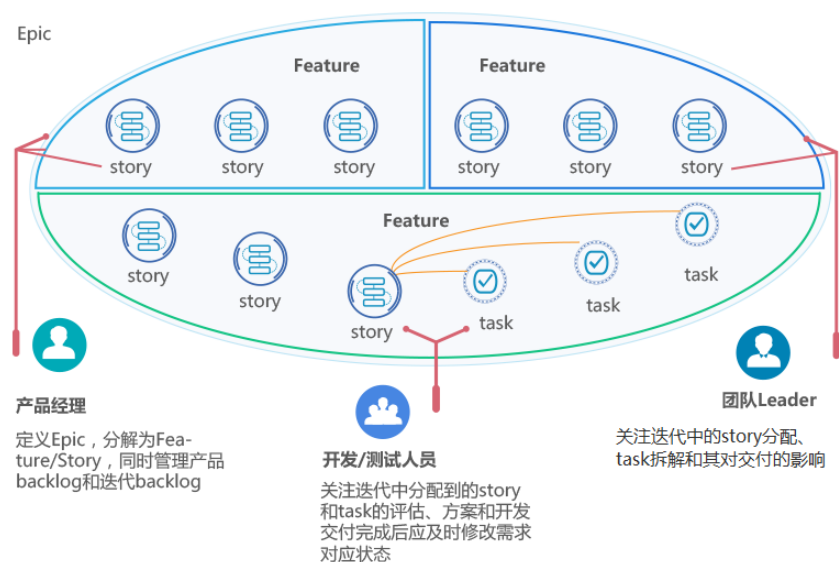 Epic
Feature
Feature
story
story
story
story
story
story
Feature
story
story
story
task
task
task
产品经理
定义Epic，分解为Fea-
ture/Story，同时管理产品
backlog和迭代backlog
开发/测试人员
关注迭代中分配到的story
和task的评估、方案和开发
交付完成后应及时修改需求
对应状态
团队Leader
关注迭代中的story分配、
task拆解和其对交付的影响